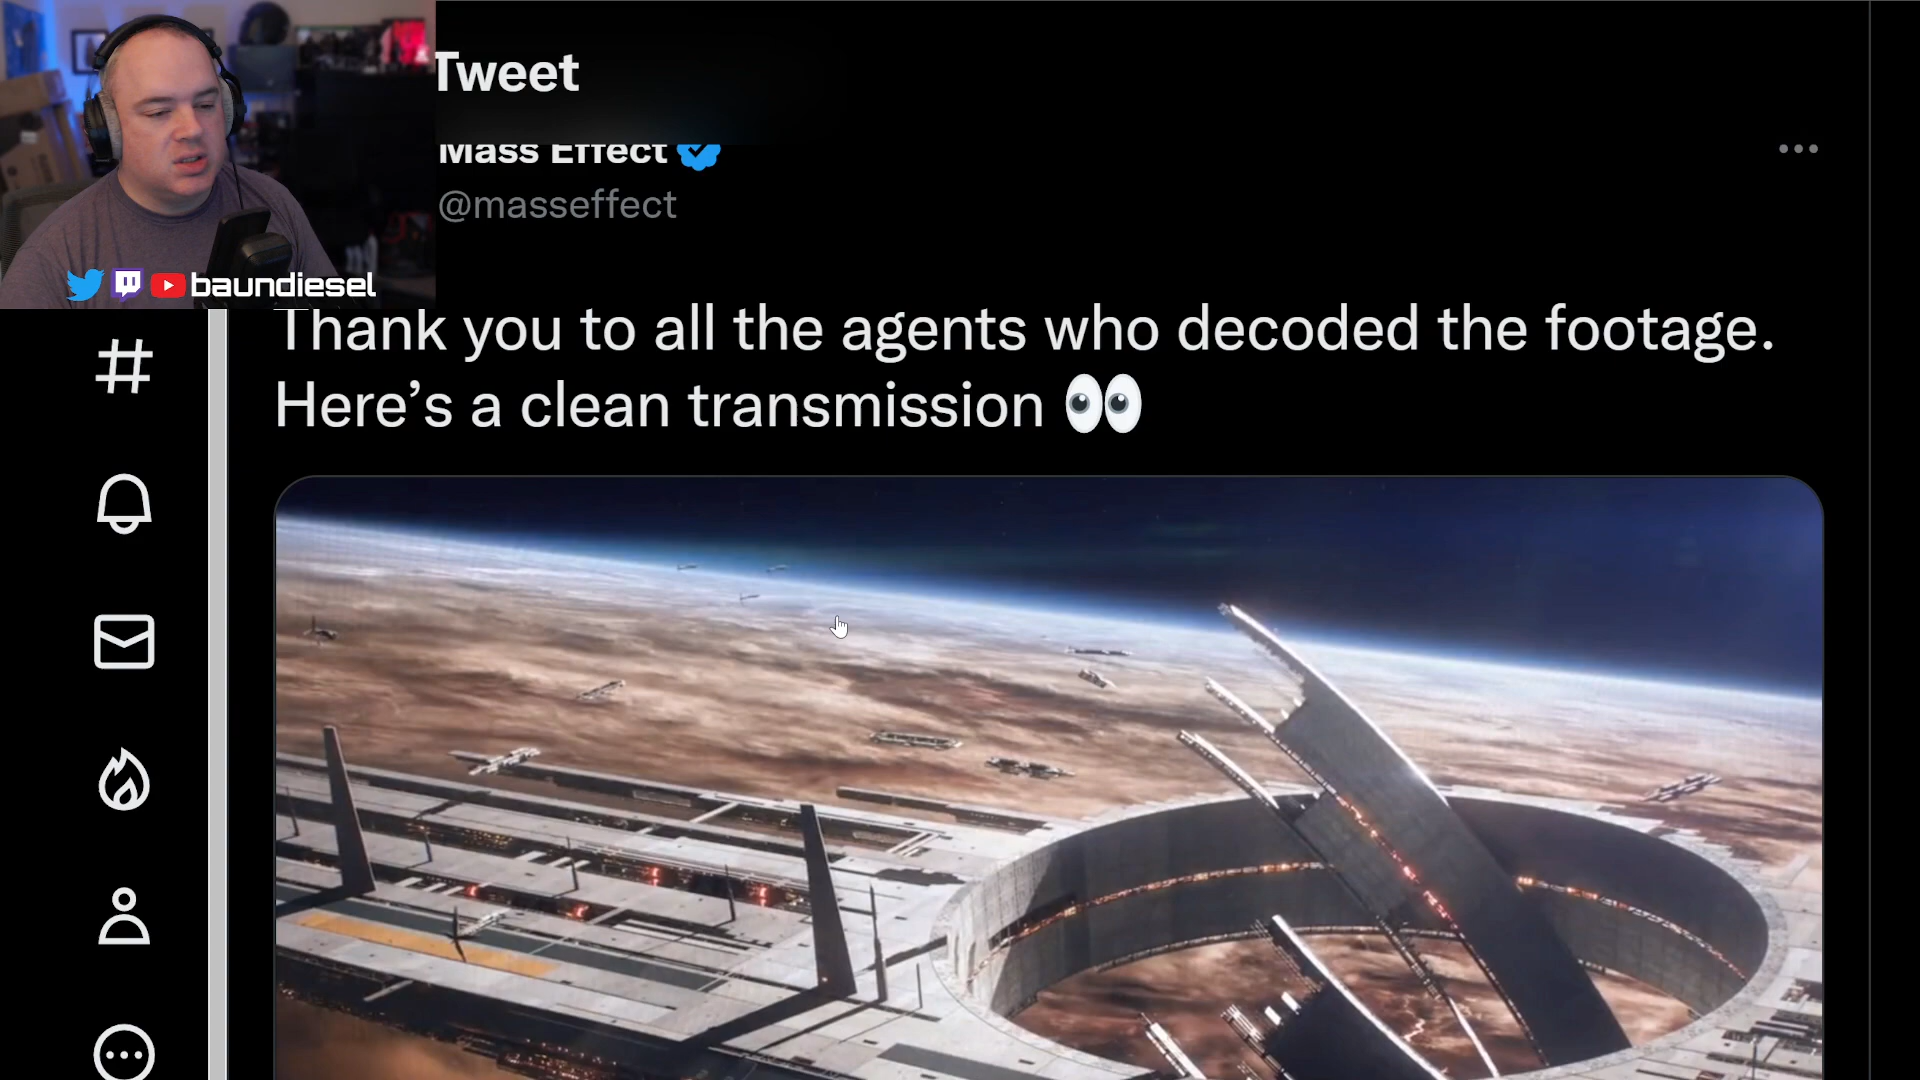 Tweet
Mass Effect
@masseffect
baundiesel
Thank you to all the agents who decoded the footage.
Here’s a clean transmission 👀